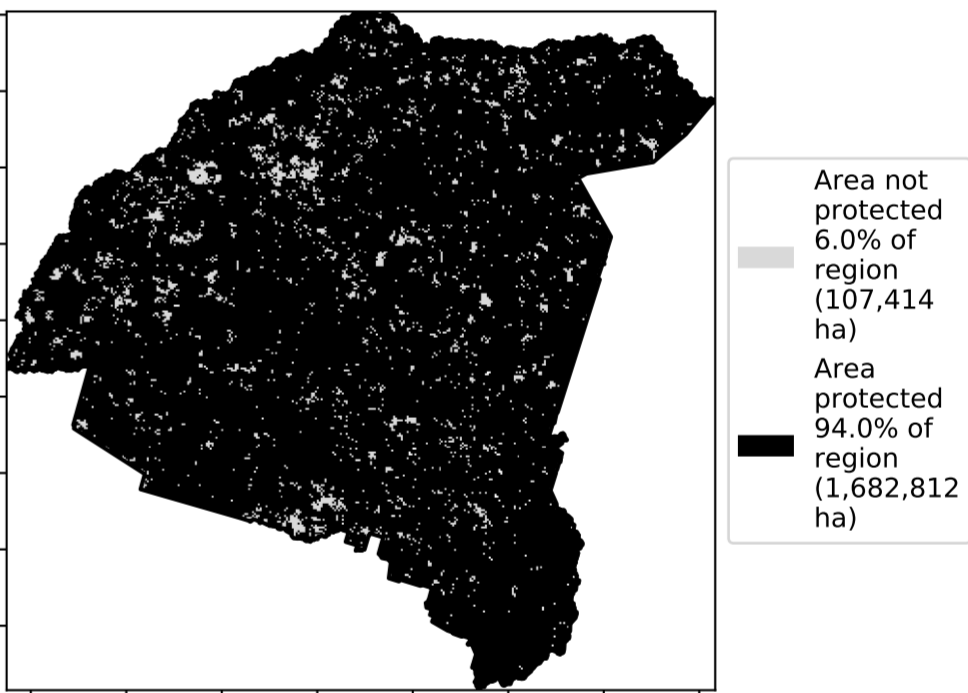 Area not
protected
6.0% of
region
(107,414
ha)
Area
protected
94.0% of
region
(1,682,812
ha)